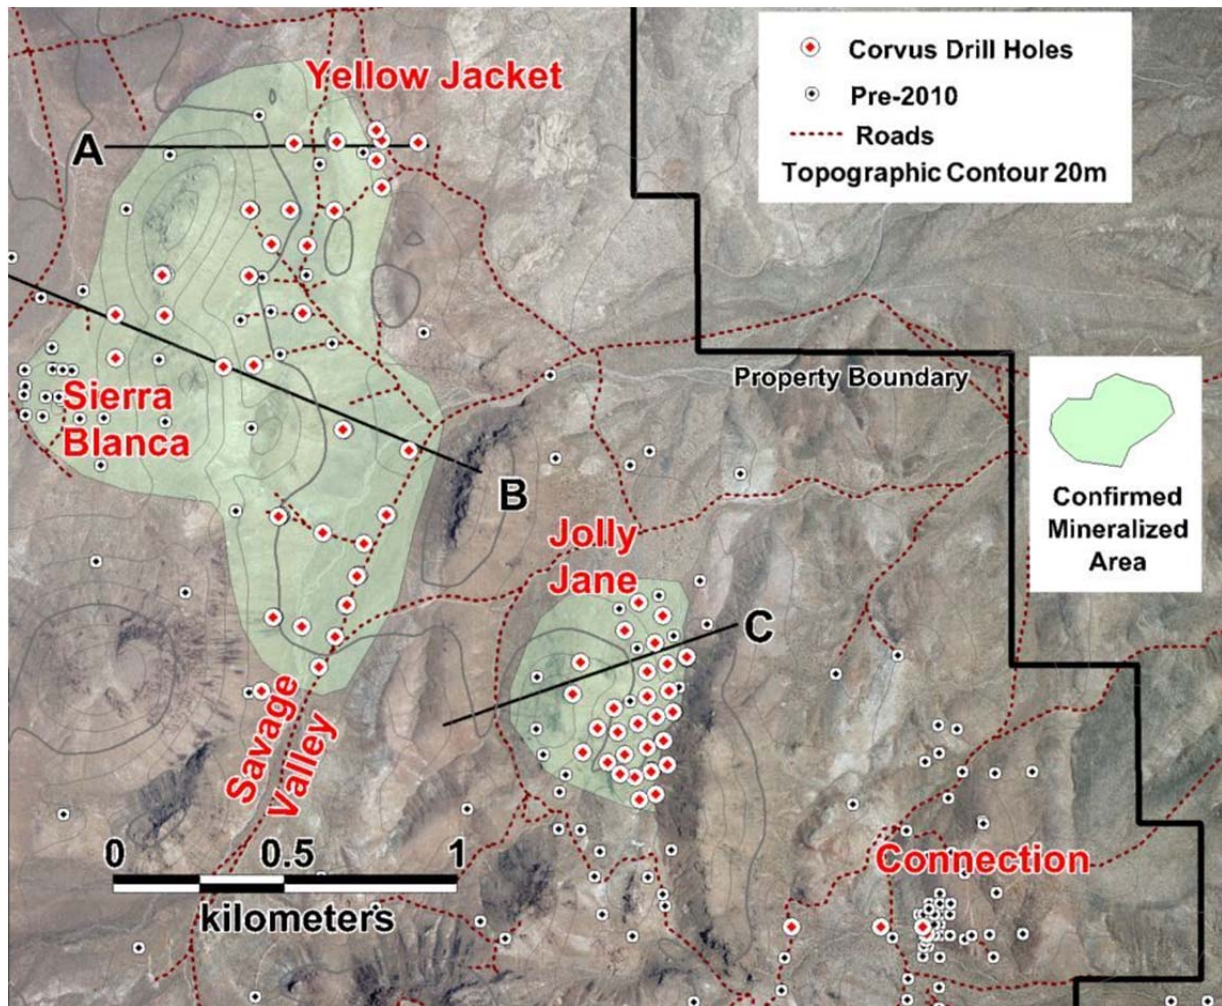 Corvus Drill Holes
Pre-2010
Roads
Topographic Contour 20m
Yellow Jacket
A
Property Boundary
Sierra
Blanca
B
Confirmed
Mineralized
Area
Jolly
Jane
C
Savage
Valley
0 0.5 1
kilometers
Connection